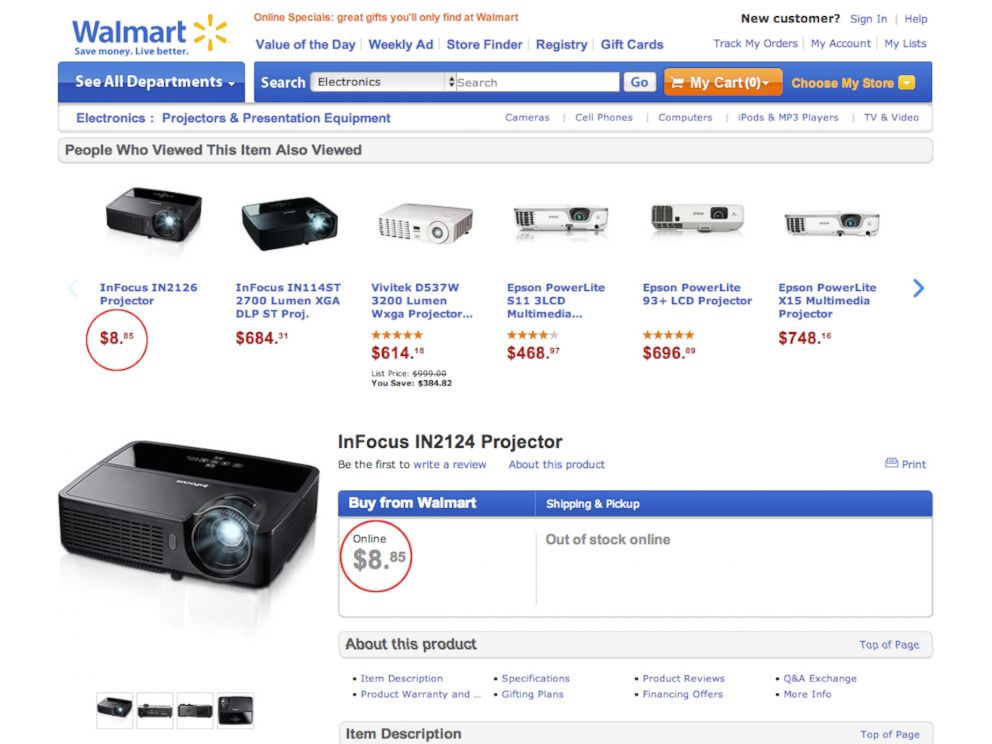 Online Specials: great gifts you'll only find at Walmart
New customer? Sign In | Help
Walmart
Save money. Live better.
Value of the Day | Weekly Ad | Store Finder | Registry | Gift Cards
Track My Orders | My Account | My Lists
See All Departments
Search Electronics Search Go
My Cart (0) Choose My Store
Electronics : Projectors & Presentation Equipment
Cameras | Cell Phones | Computers | iPods & MP3 Players | TV & Video
People Who Viewed This Item Also Viewed
InFocus IN2126
Projector
$8.85
InFocus IN114ST
2700 Lumen XGA
DLP ST Proj.
$684.31
Vivitek D537W
3200 Lumen
Wxga Projector...
$614.18
List Price: $999.00
You Save: $384.82
Epson PowerLite
S11 3LCD
Multimedia...
$468.97
Epson PowerLite
93+ LCD Projector
$696.89
Epson PowerLite
X15 Multimedia
Projector
$748.16
InFocus IN2124 Projector
Be the first to write a review About this product
Print
Buy from Walmart
Shipping & Pickup
Online
$8.85
Out of stock online
About this product
Top of Page
Item Description
Specifications
Product Reviews
Q&A Exchange
Product Warranty and ...
Gifting Plans
Financing Offers
More Info
Item Description
Top of Page